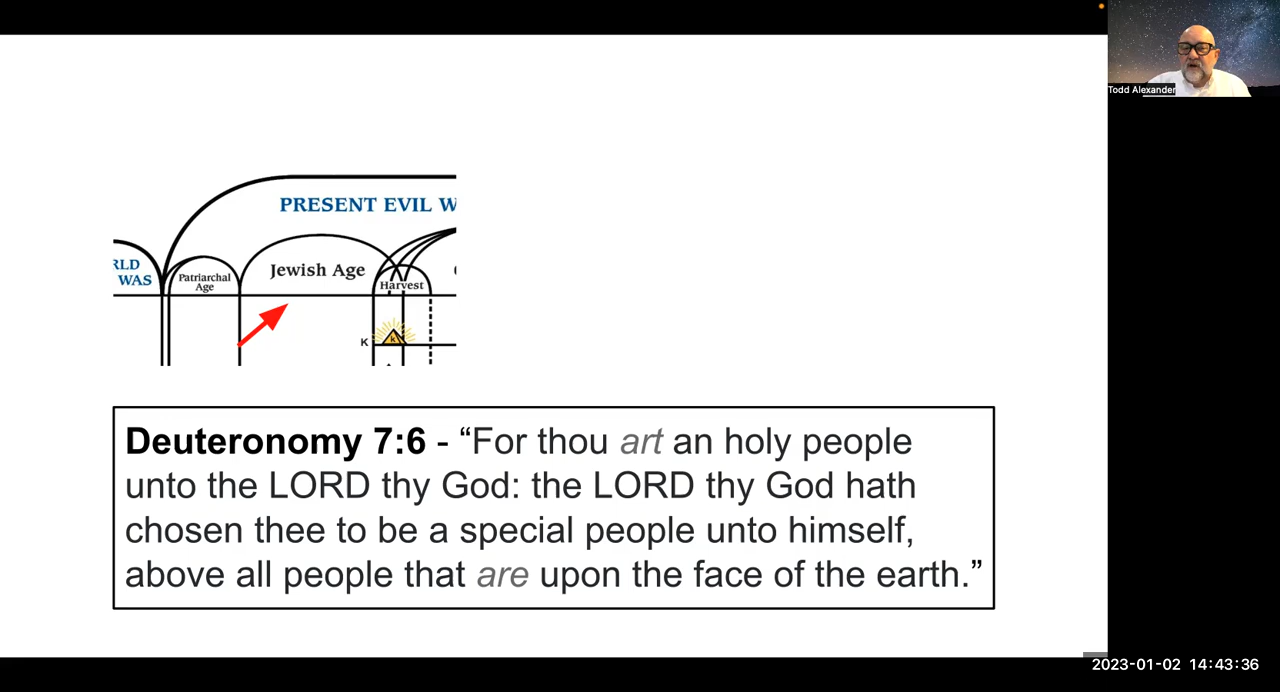 Todd Alexander
PRESENT EVIL W
RLD
WAS
Patriarchal
Age
Jewish Age
Harvest
K
k
Deuteronomy 7:6 - “For thou art an holy people
unto the LORD thy God: the LORD thy God hath
chosen thee to be a special people unto himself,
above all people that are upon the face of the earth.”
2023-01-02 14:43:36